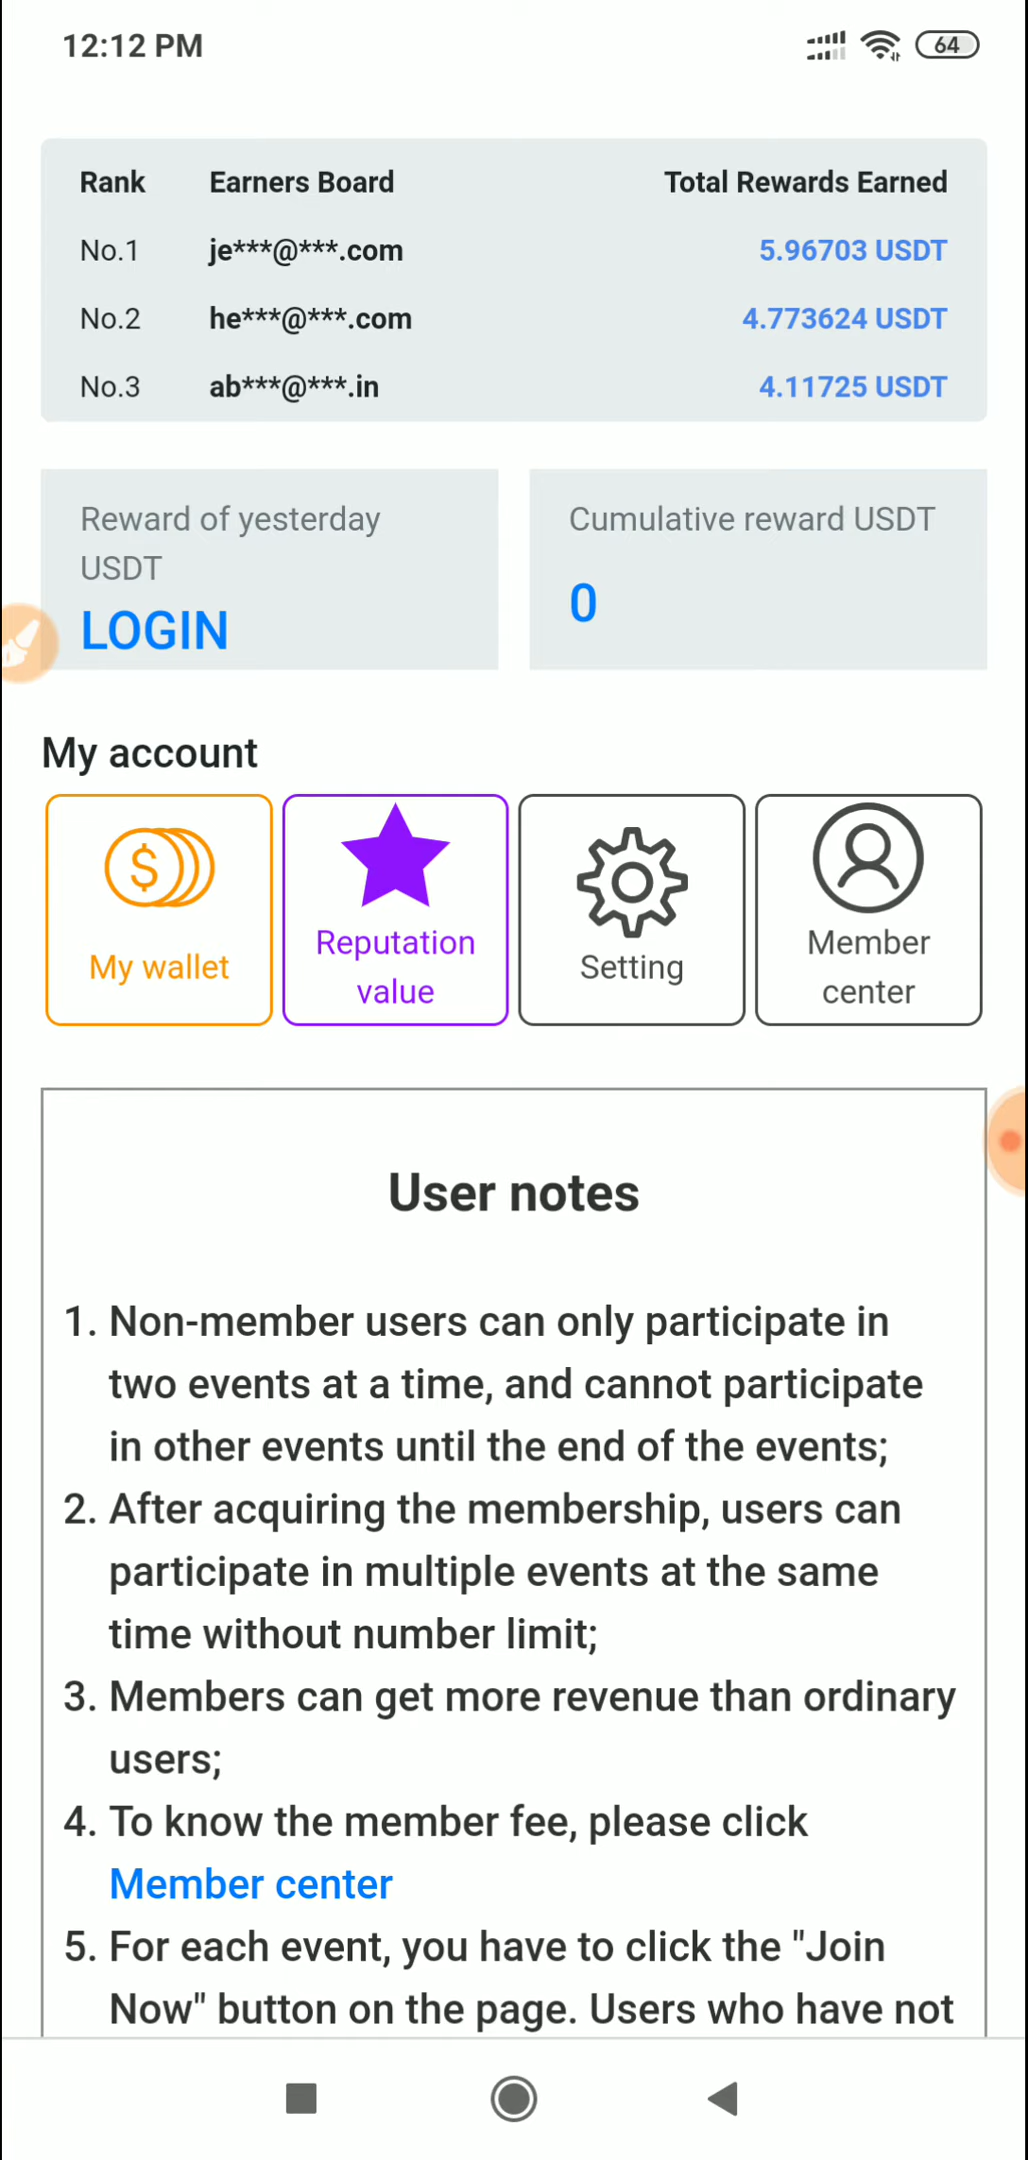 12:12 PM
64
Rank Earners Board Total Rewards Earned
No.1 je***@***.com 5.96703 USDT
No.2 he***@***.com 4.773624 USDT
No.3 ab***@***.in 4.11725 USDT
Reward of yesterday
USDT
LOGIN
Cumulative reward USDT
0
My account
$
My wallet
Reputation
value
Setting
Member
center
User notes
1. Non-member users can only participate in
two events at a time, and cannot participate
in other events until the end of the events;
2. After acquiring the membership, users can
participate in multiple events at the same
time without number limit;
3. Members can get more revenue than ordinary
users;
4. To know the member fee, please click
Member center
5. For each event, you have to click the "Join
Now" button on the page. Users who have not